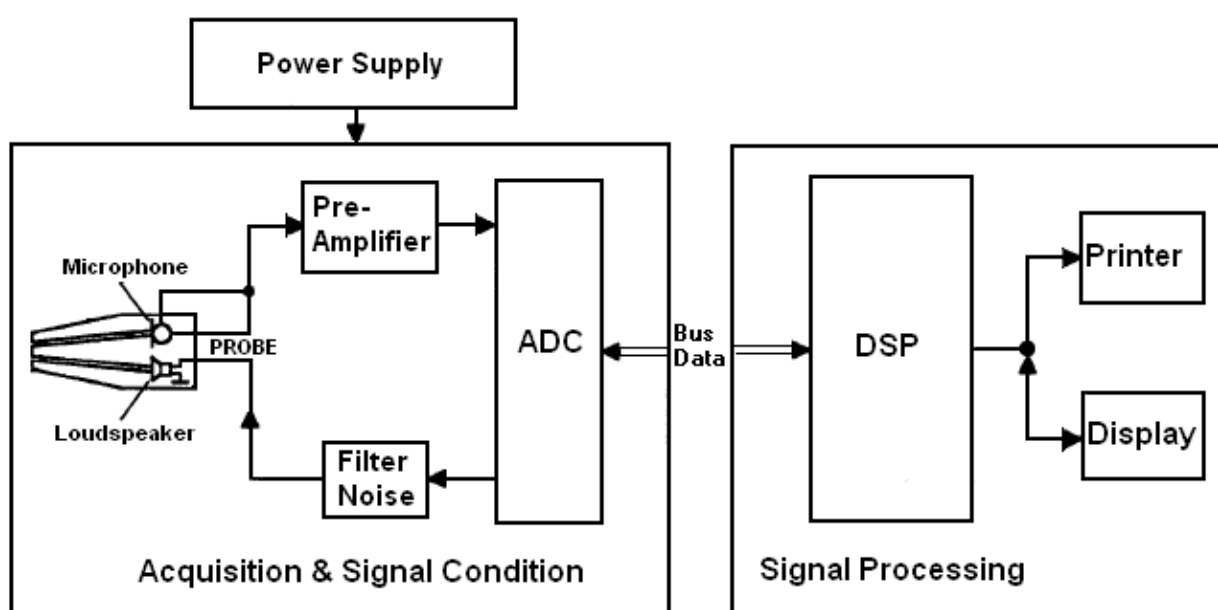 Power Supply
Pre-
Amplifier
Microphone
PROBE
Loudspeaker
Filter
Noise
ADC
Acquisition & Signal Condition
Bus
Data
DSP
Printer
Display
Signal Processing